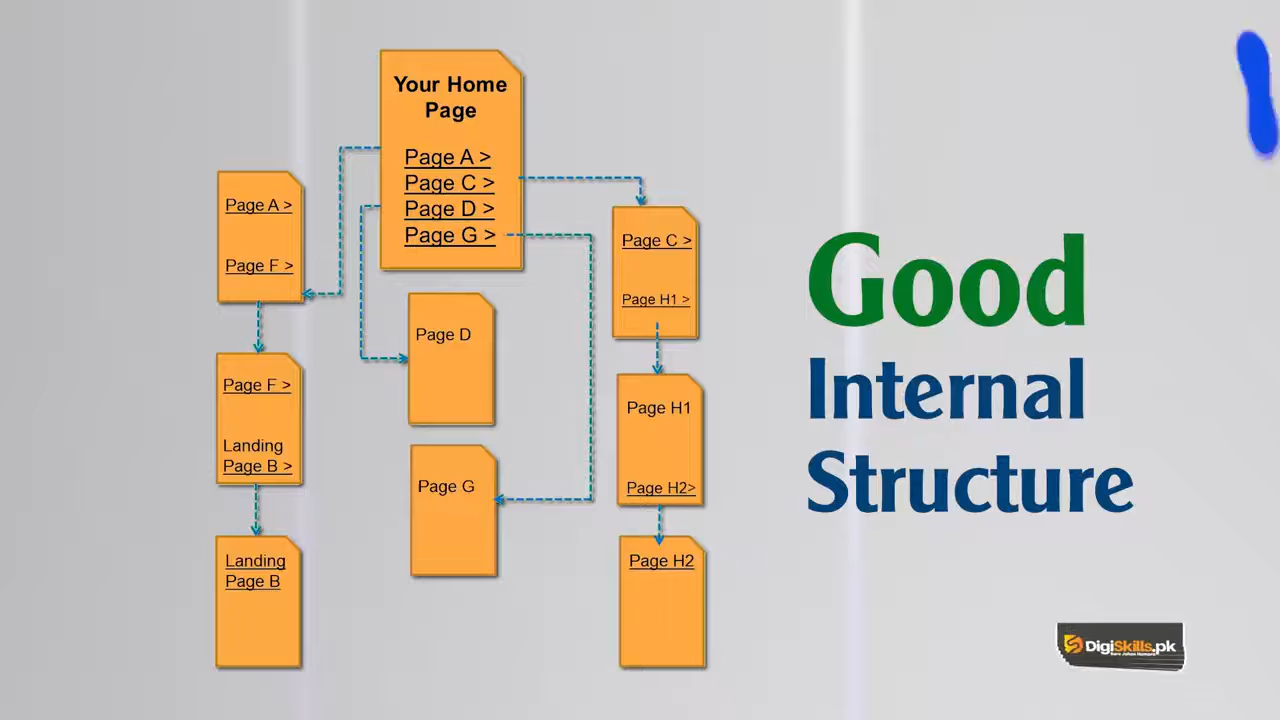 Your Home
Page
Page A >
Page C >
Page D >
Page G >
Page A >
Page F >
Page F >
Landing
Page B >
Landing
Page B
Page D
Page G
Page C >
Page H1 >
Page H1
Page H2>
Page H2
Good
Internal
Structure
DigiSkills.pk